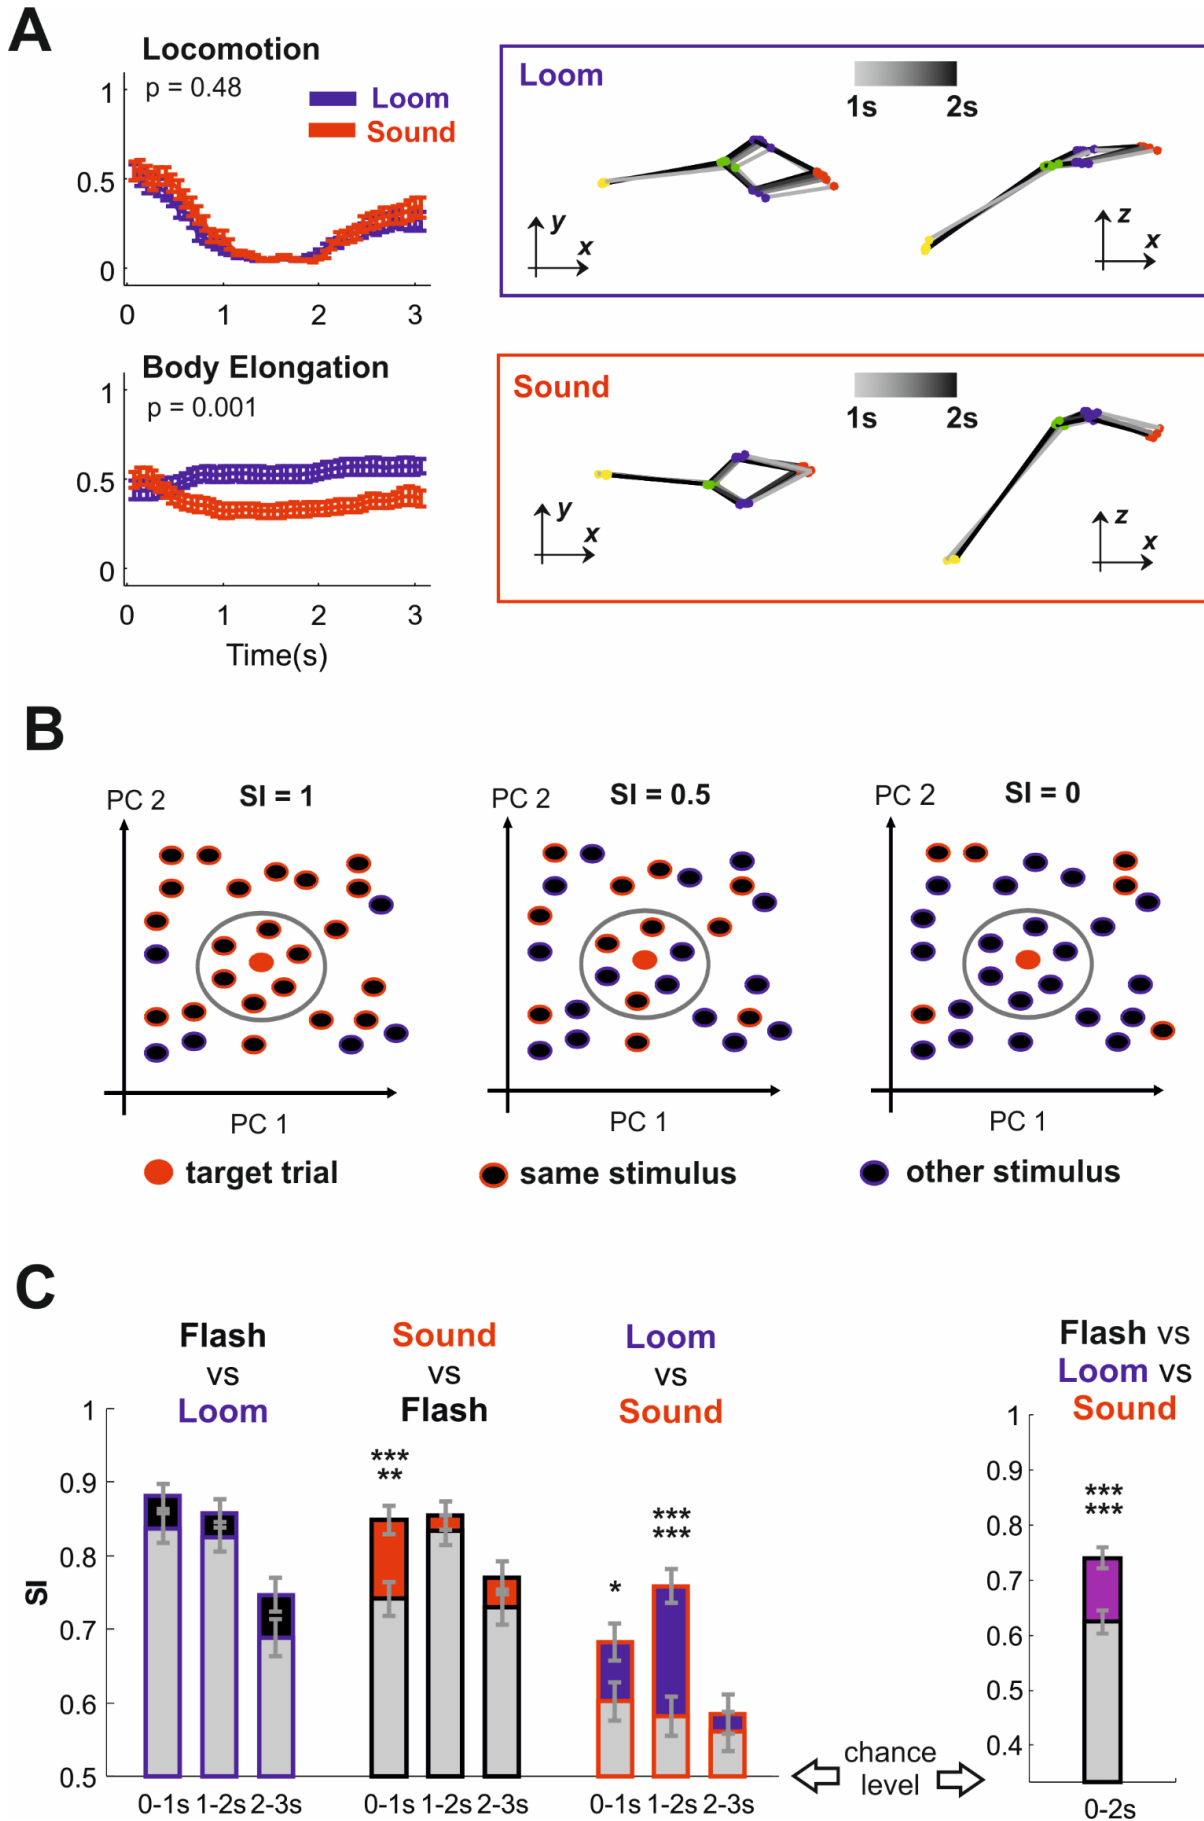 A
Locomotion
p = 0.48
Loom
Sound
1
0.5
0
0 1 2 3
Body Elongation
p = 0.001
1
0.5
0
0 1 2 3
Time(s)
Loom
1s 2s
y
x
z
x
Sound
1s 2s
y
x
z
x
B
PC 2
SI = 1
PC 1
PC 2
SI = 0.5
PC 1
PC 2
SI = 0
PC 1
target trial
same stimulus
other stimulus
C
Flash
vs
Loom
Sound
vs
Flash
Loom
vs
Sound
SI
1
0.9
0.8
0.7
0.6
0.5
***
**
*
***
***
0-1s 1-2s 2-3s
0-1s 1-2s 2-3s
0-1s 1-2s 2-3s
chance
level
Flash vs
Loom vs
Sound
1
0.9
0.8
0.7
0.6
0.5
0.4
***
***
0-2s